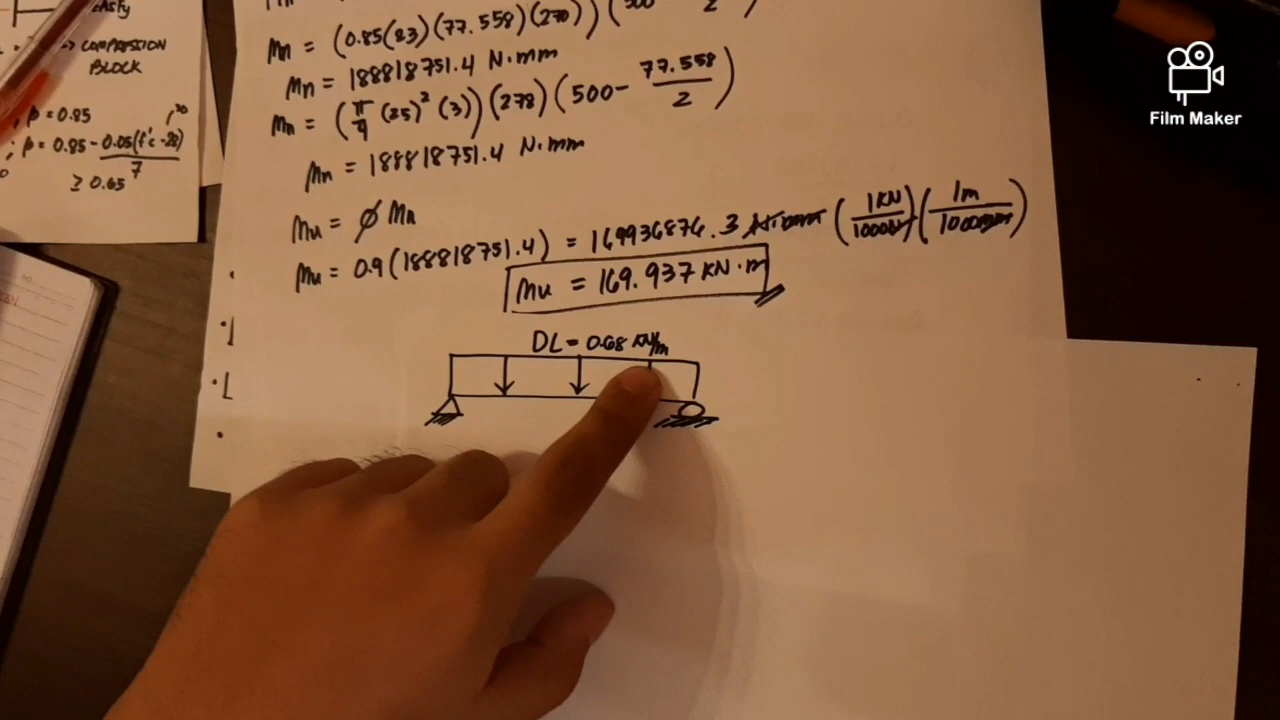 Mn = (0.85(23)(77.558)(270))(500 - 
Mn = 188818751.4 N·mm
Mn = (π/4 (25)² (3))(278)(500 - 77.558/2)
Mn = 188818751.4 N·mm
Mu = ϕ Mn
Mu = 0.9(188818751.4) = 169936876.3 N·mm (1KN/1000N)(1m/1000mm)
Mu = 169.937 KN·m
DL = 0.68 KN/m
COMPRESSION
BLOCK
β = 0.85
β = 0.85 - 0.05(f'c - 28)/7
≥ 0.65
Film Maker